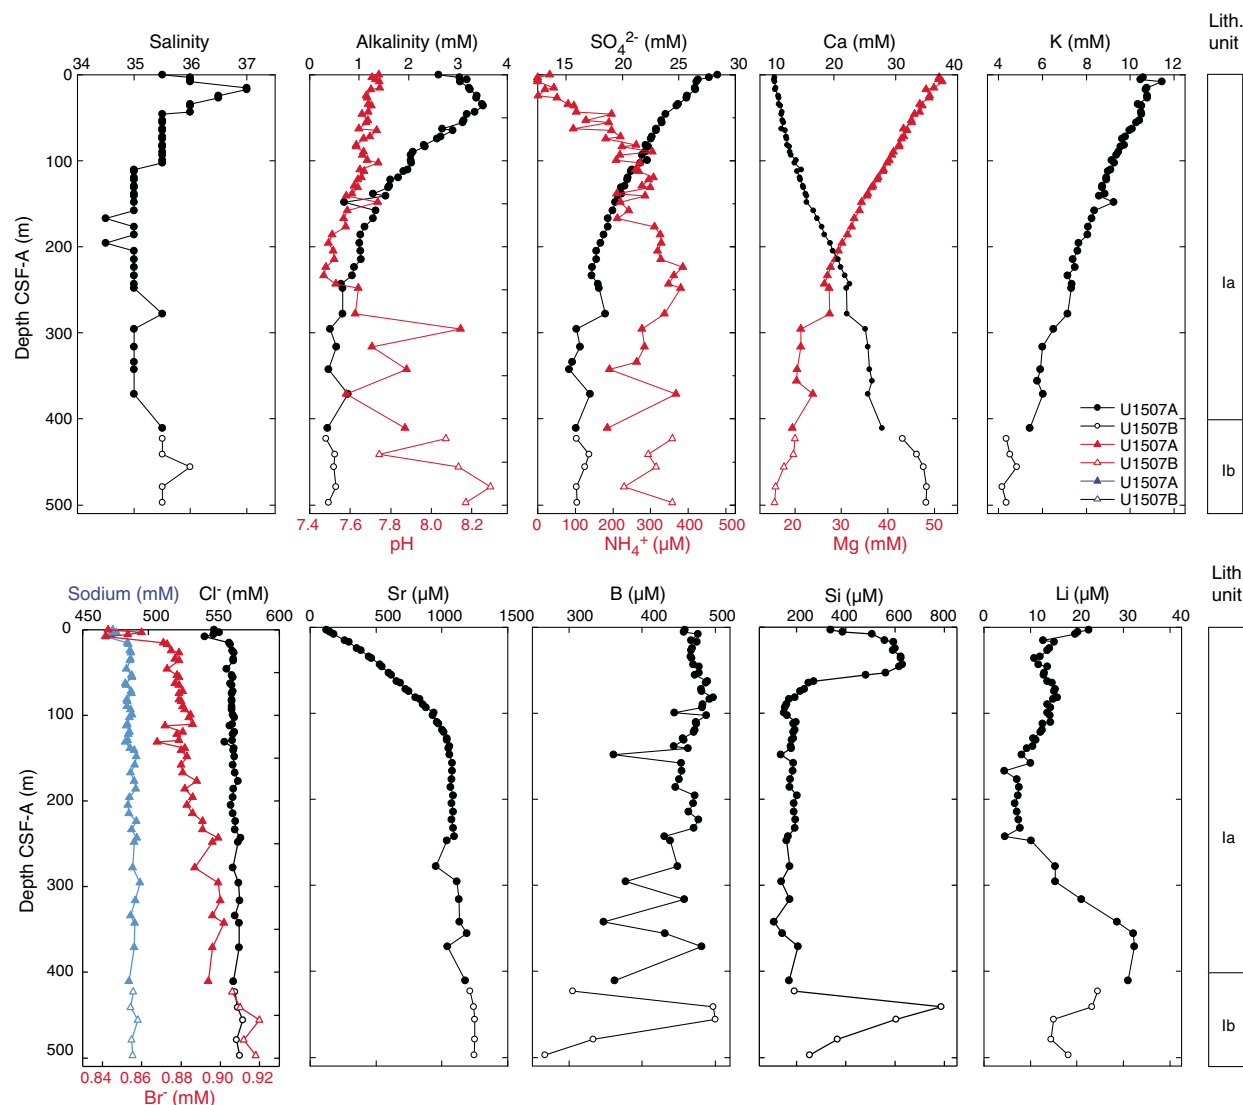 Salinity Alkalinity (mM) SO₄²⁻ (mM) Ca (mM) K (mM) Lith. unit
34 35 36 37 0 1 2 3 4 15 20 25 30 10 20 30 40 4 6 8 10 12
Depth CSF-A (m)
0
100
200
300
400
500
Ia
Ib
U1507A
U1507B
U1507A
U1507B
U1507A
U1507B
7.4 7.6 7.8 8.0 8.2 0 100 200 300 400 500 20 30 40 50
pH NH₄⁺ (µM) Mg (mM)
Sodium (mM) Cl⁻ (mM) Sr (µM) B (µM) Si (µM) Li (µM) Lith. unit
450 500 550 600 0 500 1000 1500 300 400 500 200 400 600 800 0 10 20 30 40
Depth CSF-A (m)
0
100
200
300
400
500
Ia
Ib
0.84 0.86 0.88 0.90 0.92
Br⁻ (mM)